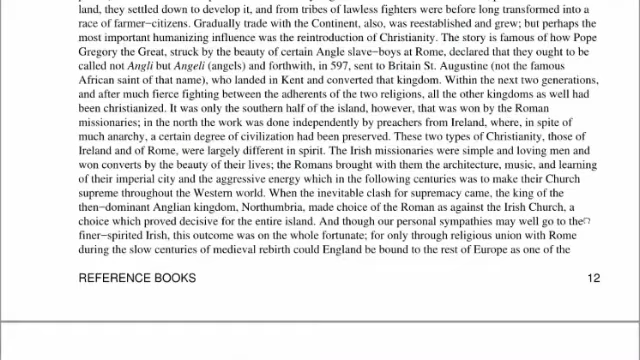 land, they settled down to develop it, and from tribes of lawless fighters were before long transformed into a
race of farmer−citizens. Gradually trade with the Continent, also, was reestablished and grew; but perhaps the
most important humanizing influence was the reintroduction of Christianity. The story is famous of how Pope
Gregory the Great, struck by the beauty of certain Angle slave−boys at Rome, declared that they ought to be
called not Angli but Angeli (angels) and forthwith, in 597, sent to Britain St. Augustine (not the famous
African saint of that name), who landed in Kent and converted that kingdom. Within the next two generations,
and after much fierce fighting between the adherents of the two religions, all the other kingdoms as well had
been christianized. It was only the southern half of the island, however, that was won by the Roman
missionaries; in the north the work was done independently by preachers from Ireland, where, in spite of
much anarchy, a certain degree of civilization had been preserved. These two types of Christianity, those of
Ireland and of Rome, were largely different in spirit. The Irish missionaries were simple and loving men and
won converts by the beauty of their lives; the Romans brought with them the architecture, music, and learning
of their imperial city and the aggressive energy which in the following centuries was to make their Church
supreme throughout the Western world. When the inevitable clash for supremacy came, the king of the
then−dominant Anglian kingdom, Northumbria, made choice of the Roman as against the Irish Church, a
choice which proved decisive for the entire island. And though our personal sympathies may well go to the
finer−spirited Irish, this outcome was on the whole fortunate; for only through religious union with Rome
during the slow centuries of medieval rebirth could England be bound to the rest of Europe as one of the
REFERENCE BOOKS 12